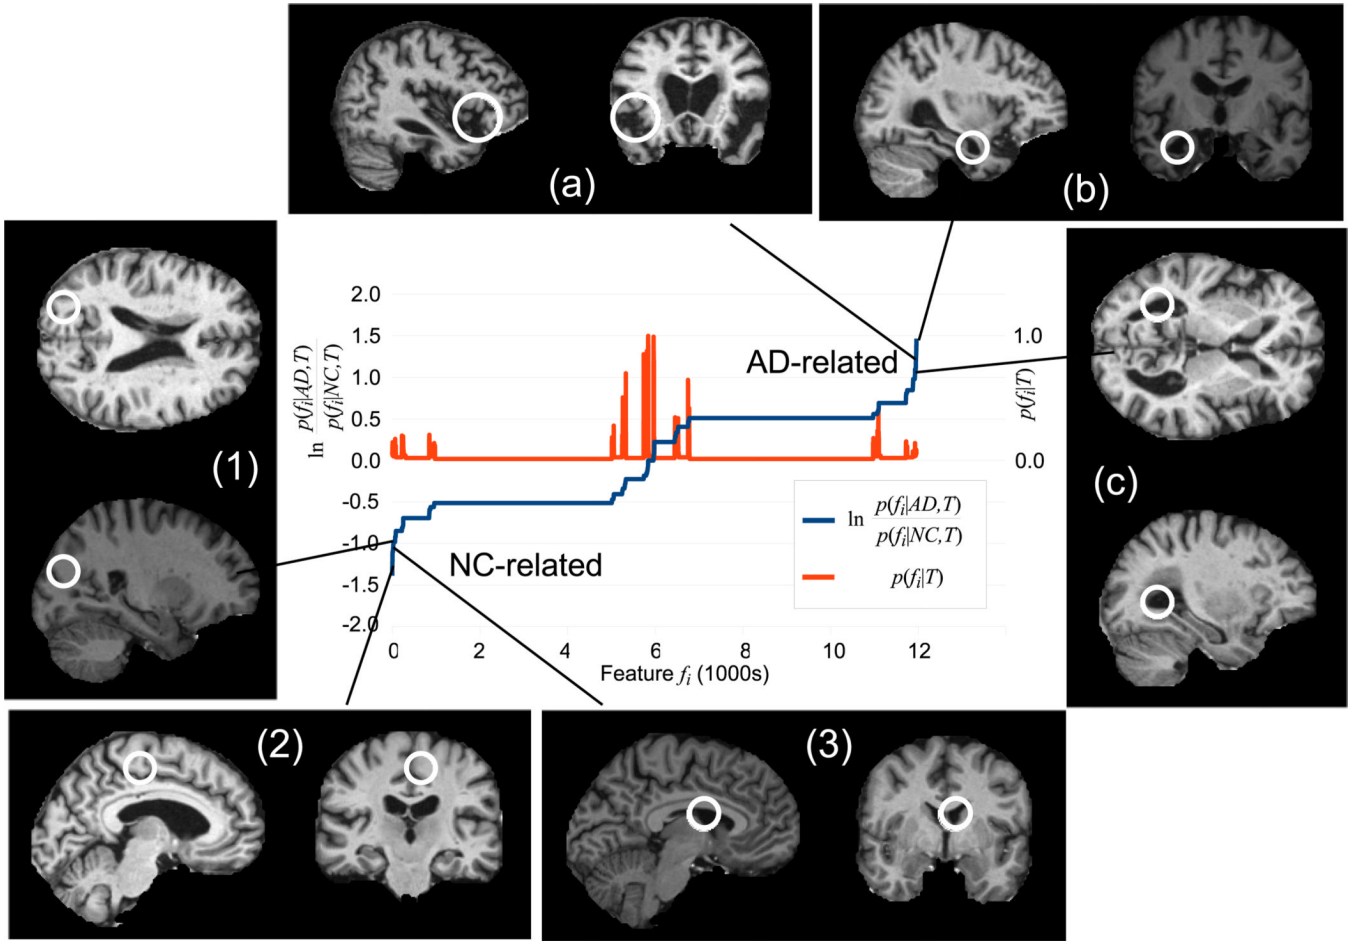 (a)
(b)
2.0
1.5
1.0
0.5
0.0
-0.5
-1.0
-1.5
-2.0
ln p(fi|AD,T)
p(fi|NC,T)
1.0
0.0
p(fi|T)
AD-related
NC-related
ln p(fi|AD,T)
p(fi|NC,T)
p(fi|T)
0 2 4 6 8 10 12
Feature fi (1000s)
(1)
(c)
(2)
(3)